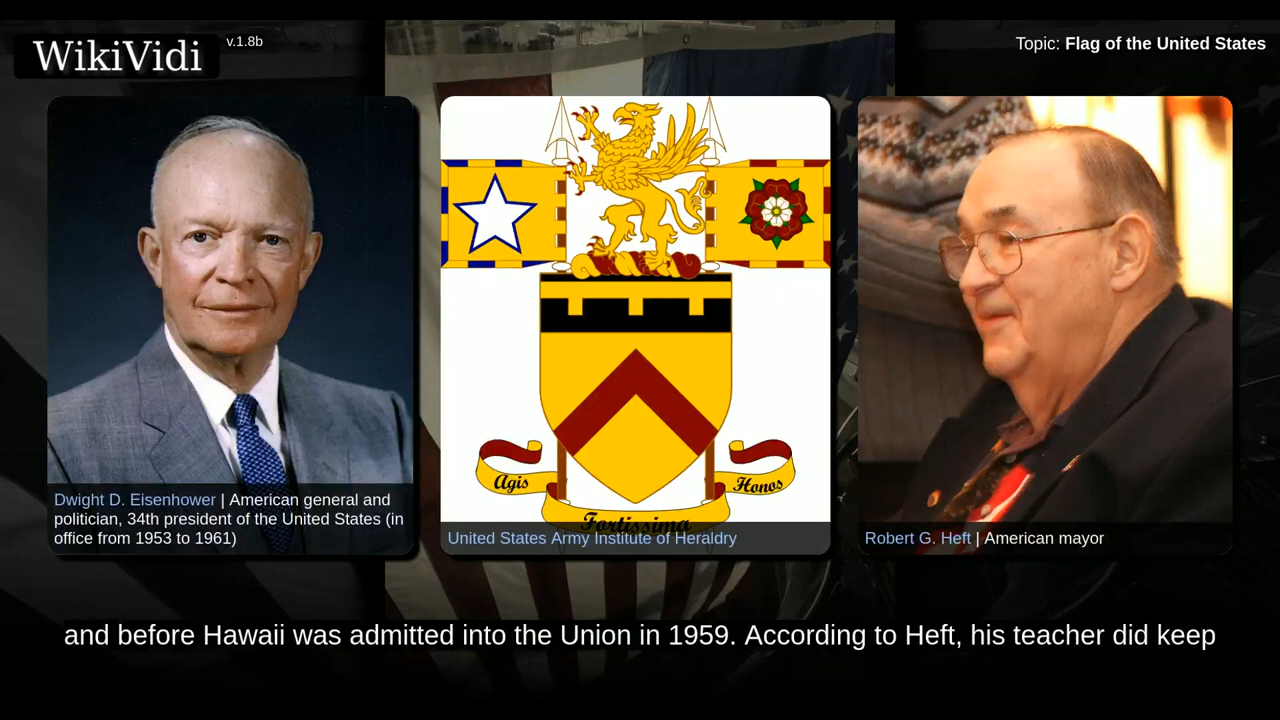 WikiVidi
v.1.8b
Topic: Flag of the United States
Agis
Honos
Fortissima
Dwight D. Eisenhower | American general and
politician, 34th president of the United States (in
office from 1953 to 1961)
United States Army Institute of Heraldry
Robert G. Heft | American mayor
and before Hawaii was admitted into the Union in 1959. According to Heft, his teacher did keep